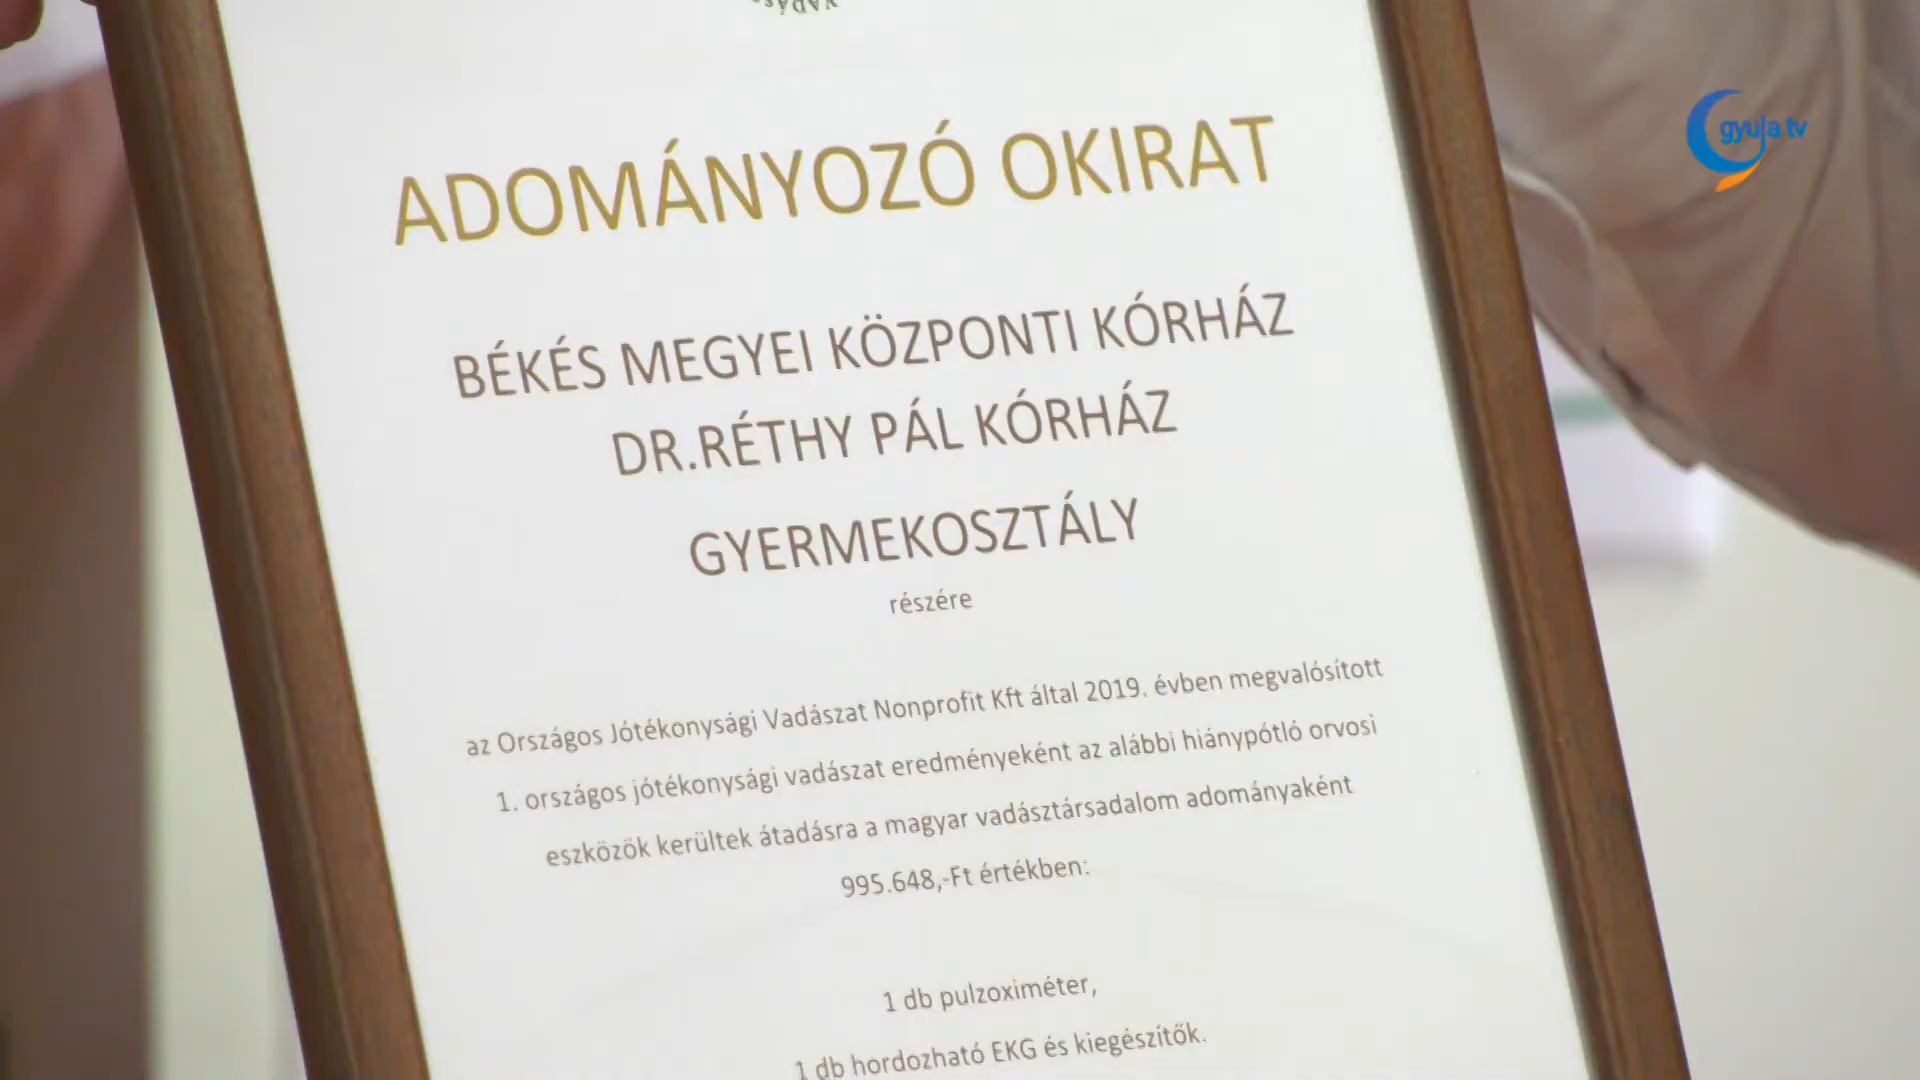 VADÁS
gyula tv
ADOMÁNYOZÓ OKIRAT
BÉKÉS MEGYEI KÖZPONTI KÓRHÁZ
DR.RÉTHY PÁL KÓRHÁZ
GYERMEKOSZTÁLY
részére
az Országos Jótékonysági Vadászat Nonprofit Kft által 2019. évben megvalósított
1. országos jótékonysági vadászat eredményeként az alábbi hiánypótló orvosi
eszközök kerültek átadásra a magyar vadásztársadalom adományaként
995.648,-Ft értékben:
1 db pulzoximéter,
1 db hordozható EKG és kiegészítők.